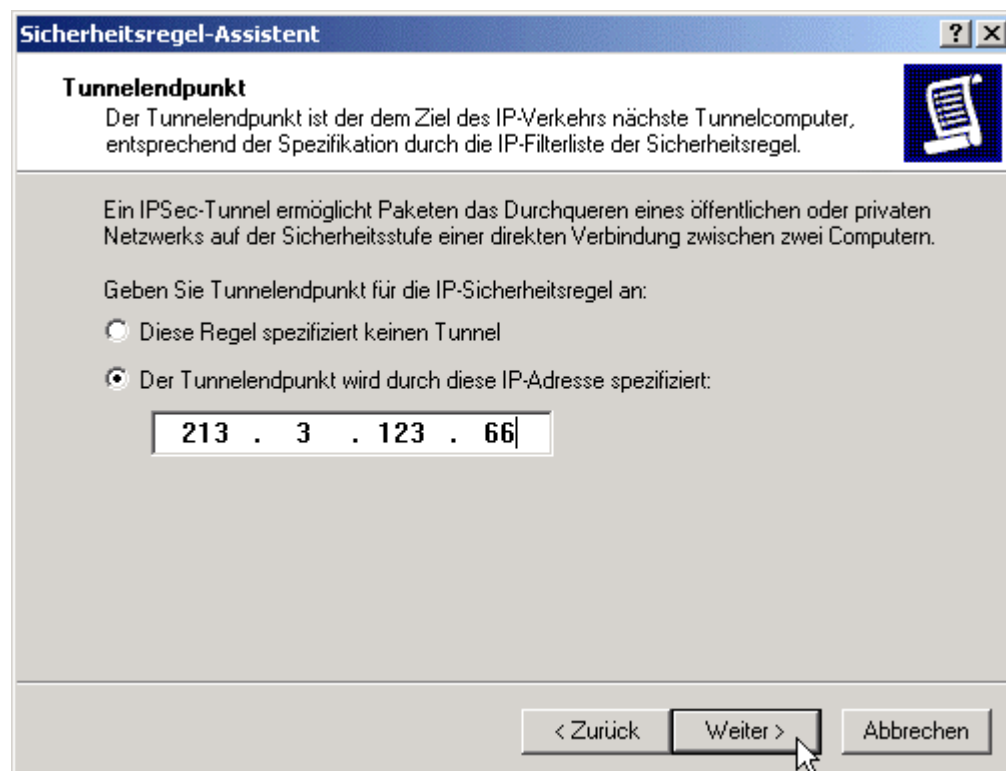 Sicherheitsregel-Assistent
Tunnelendpunkt
Der Tunnelendpunkt ist der dem Ziel des IP-Verkehrs nächste Tunnelcomputer,
entsprechend der Spezifikation durch die IP-Filterliste der Sicherheitsregel.
Ein IPSec-Tunnel ermöglicht Paketen das Durchqueren eines öffentlichen oder privaten
Netzwerks auf der Sicherheitsstufe einer direkten Verbindung zwischen zwei Computern.
Geben Sie Tunnelendpunkt für die IP-Sicherheitsregel an:
Diese Regel spezifiziert keinen Tunnel
Der Tunnelendpunkt wird durch diese IP-Adresse spezifiziert:
213 . 3 . 123 . 66
< Zurück Weiter > Abbrechen